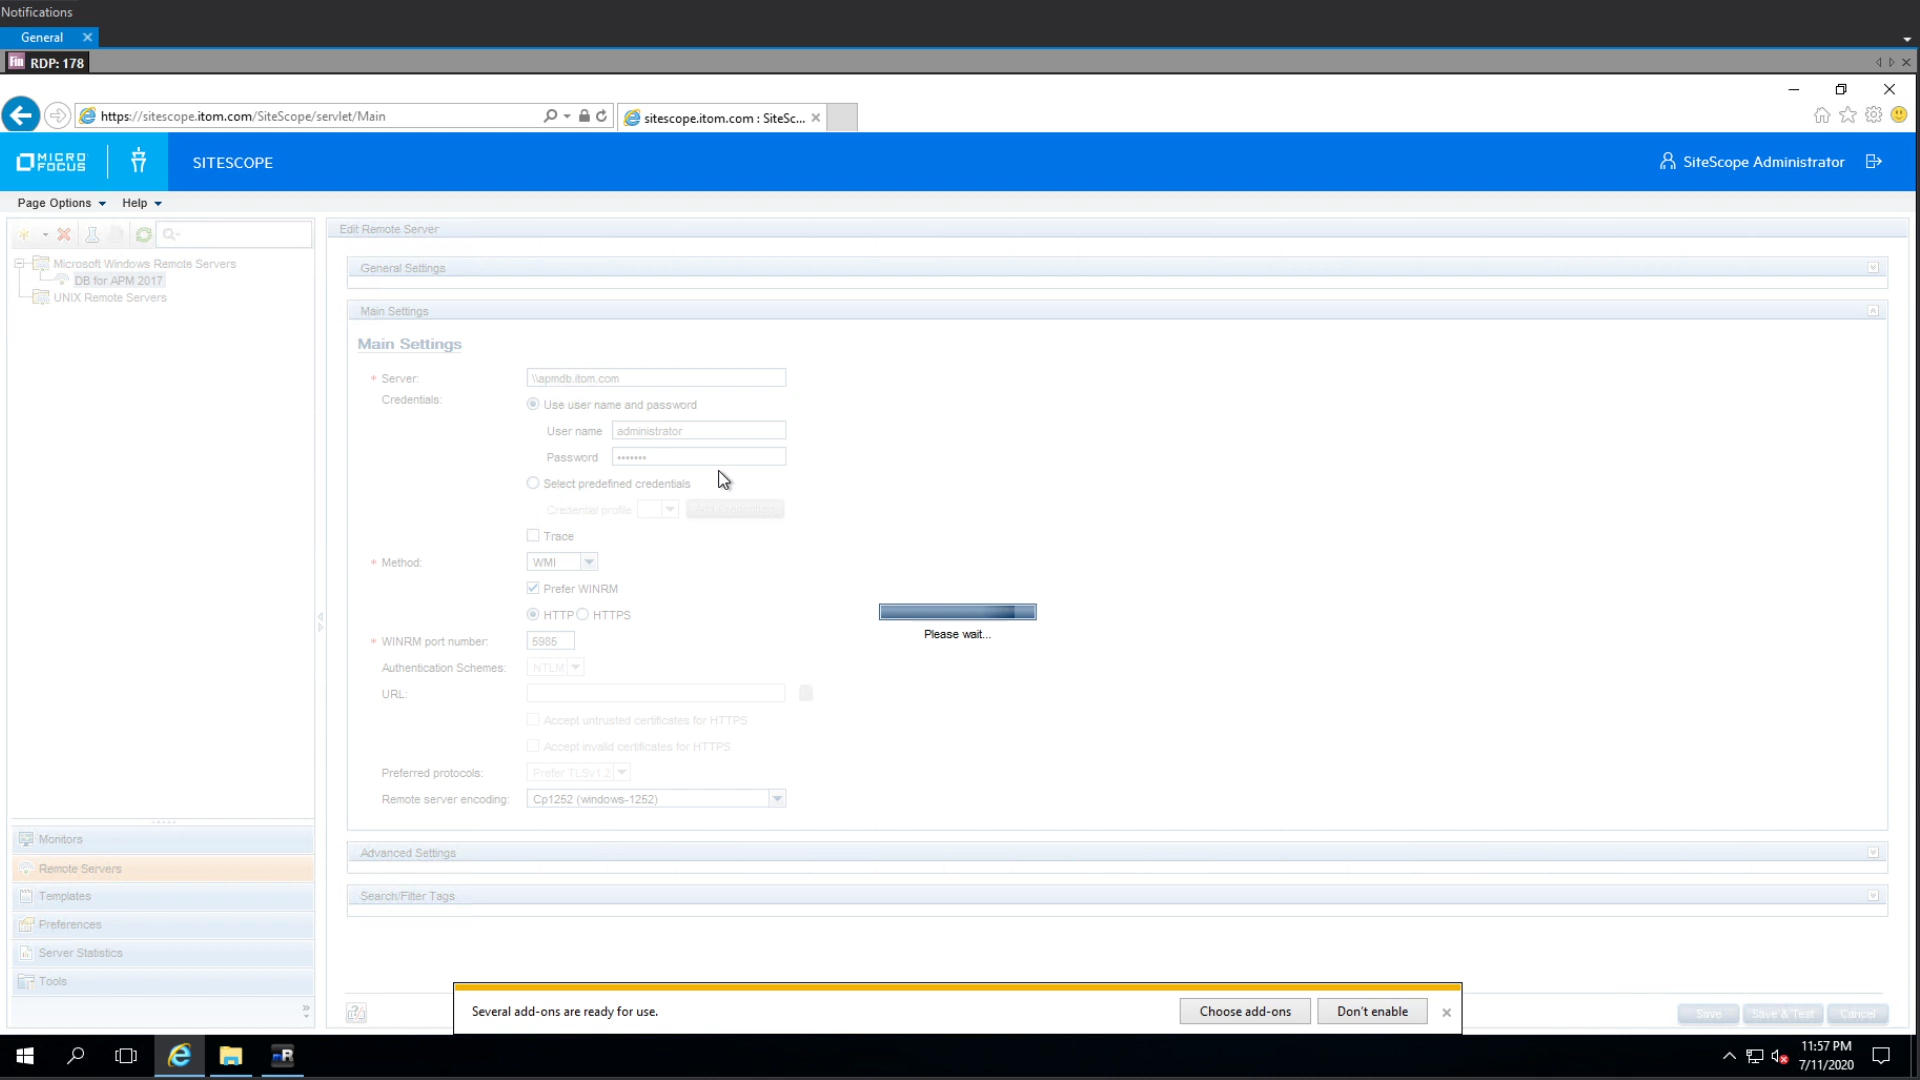 Notifications
General
Fin RDP: 178
https://sitescope.itom.com/SiteScope/servlet/Main
sitescope.itom.com : SiteSc...
MICRO FOCUS
SITESCOPE
SiteScope Administrator
Page Options
Help
Edit Remote Server
Microsoft Windows Remote Servers
DB for APM 2017
UNIX Remote Servers
General Settings
Main Settings
Main Settings
* Server: \\apmdb.itom.com
Credentials: Use user name and password
User name administrator
Password •••••••
Select predefined credentials
Credential profile
Trace
* Method: WMI
Prefer WINRM
HTTP HTTPS
* WINRM port number: 5985
Authentication Schemes: NTLM
URL:
Accept untrusted certificates for HTTPS
Accept invalid certificates for HTTPS
Preferred protocols: Prefer TLSv1.2
Remote server encoding: Cp1252 (windows-1252)
Please wait...
Advanced Settings
Search/Filter Tags
Monitors
Remote Servers
Templates
Preferences
Server Statistics
Tools
Several add-ons are ready for use.
Choose add-ons
Don't enable
Save
Save & Test
Cancel
11:57 PM
7/11/2020